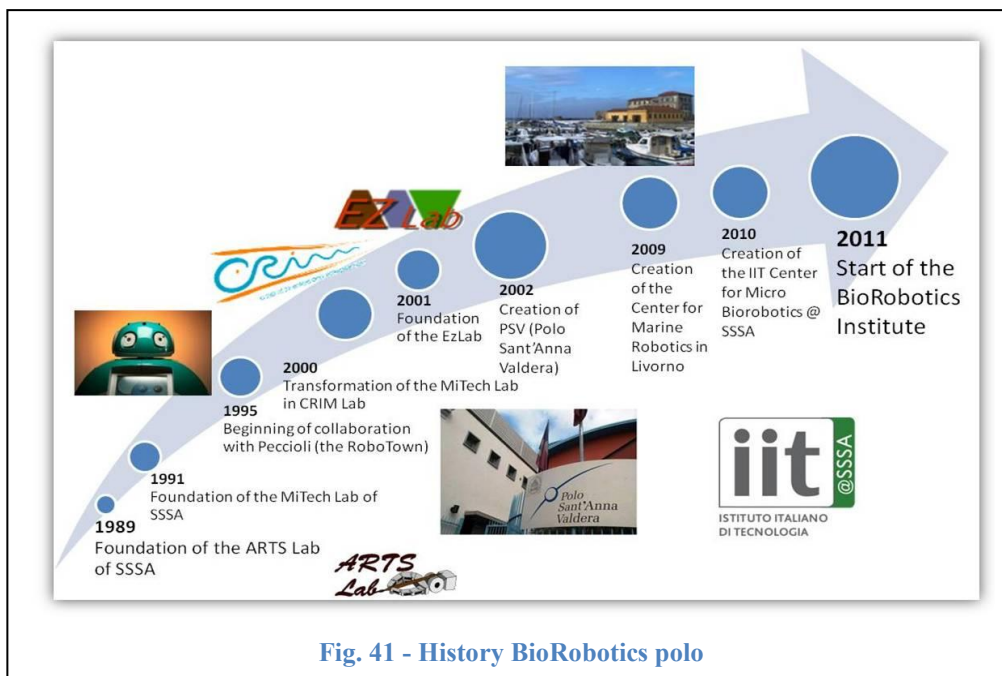 1989
Foundation of the ARTS Lab
of SSSA
1991
Foundation of the MiTech Lab of
SSSA
1995
Beginning of collaboration
with Peccioli (the RoboTown)
2000
Transformation of the MiTech Lab
in CRIM Lab
2001
Foundation
of the EzLab
2002
Creation of
PSV (Polo
Sant'Anna
Valdera)
2009
Creation
of the
Center for
Marine
Robotics in
Livorno
2010
Creation of
the IIT Center
for Micro
Biorobotics @
SSSA
2011
Start of the
BioRobotics
Institute
CRIM
EZ Lab
ARTS
Lab
Polo
Sant'Anna
Valdera
iit
@SSSA
ISTITUTO ITALIANO
DI TECNOLOGIA
Fig. 41 - History BioRobotics polo